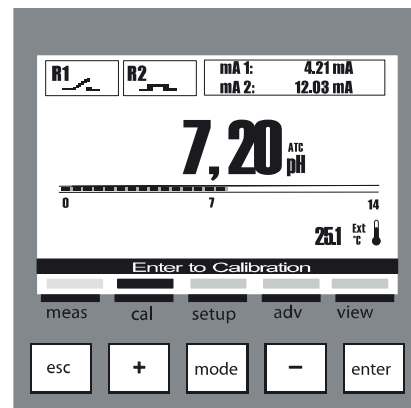 R1 R2 mA 1: 4.21 mA
mA 2: 12.03 mA
7,20 ATC pH
0 7 14
25.1 Ext °C
Enter to Calibration
meas cal setup adv view
esc + mode − enter